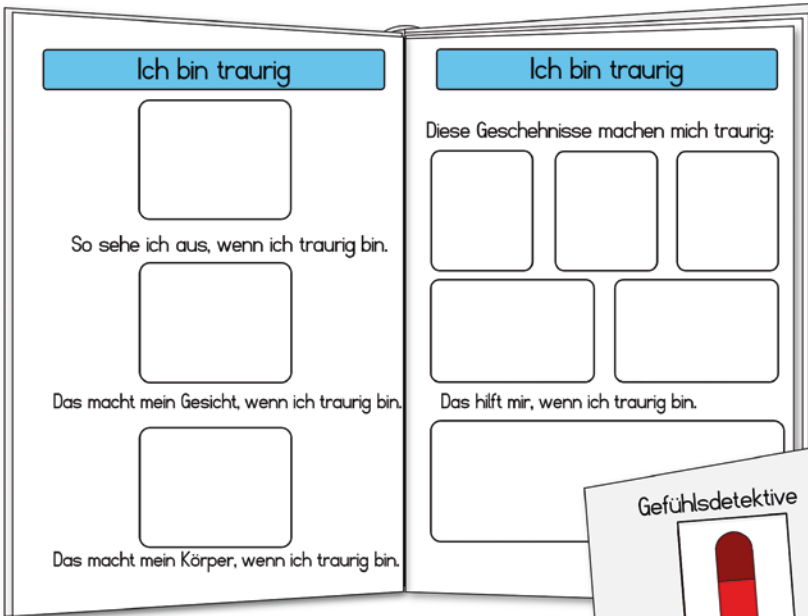 Ich bin traurig
So sehe ich aus, wenn ich traurig bin.
Das macht mein Gesicht, wenn ich traurig bin.
Das macht mein Körper, wenn ich traurig bin.
Ich bin traurig
Diese Geschehnisse machen mich traurig:
Das hilft mir, wenn ich traurig bin.
Gefühlsdetektive